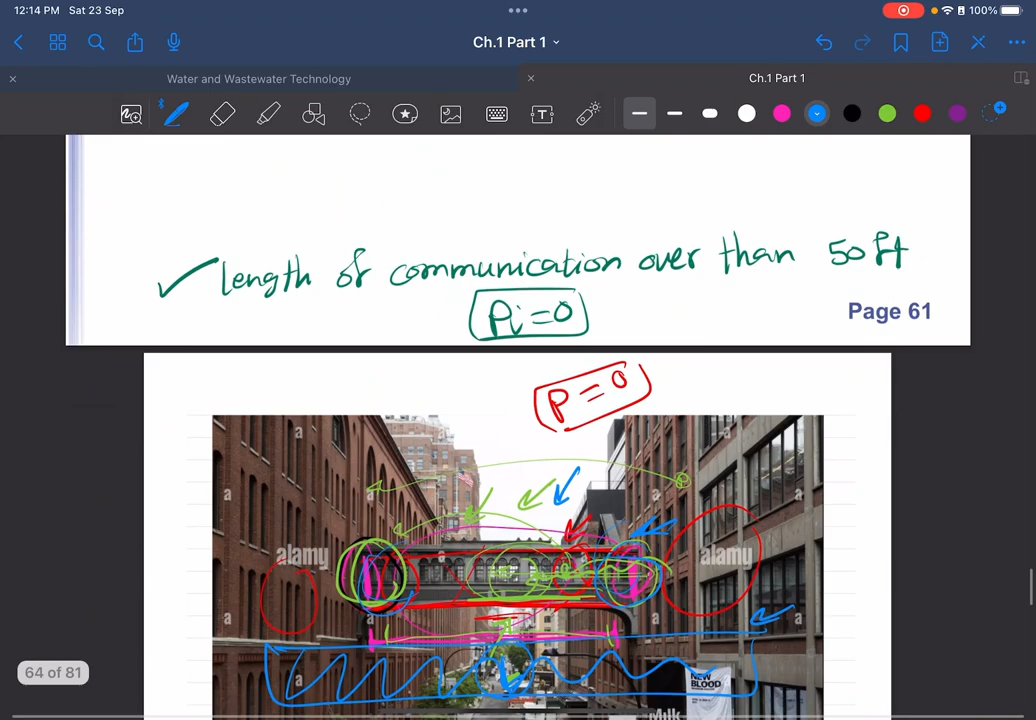 12:14 PM Sat 23 Sep
100%
Ch.1 Part 1
Water and Wastewater Technology
Ch.1 Part 1
T
length of communication over than 50 ft
Pi=0
Page 61
P=0
a
a
a
a
alamy
a
alamy
a
a
a
a
64 of 81
NEW
BLOOD
Milk